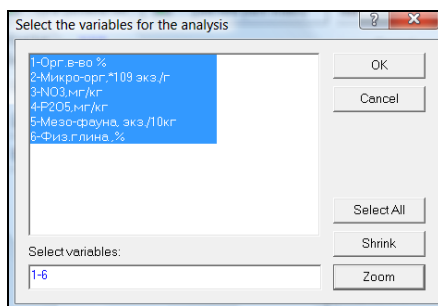 Select the variables for the analysis
?
1-Орг.в-во %
2-Микро-орг,*109 экз./г
3-NO3,мг/кг
4-P2O5,мг/кг
5-Мезо-фауна, экз./10кг
6-Физ.глина.,%
OK
Cancel
Select All
Shrink
Zoom
Select variables:
1-6